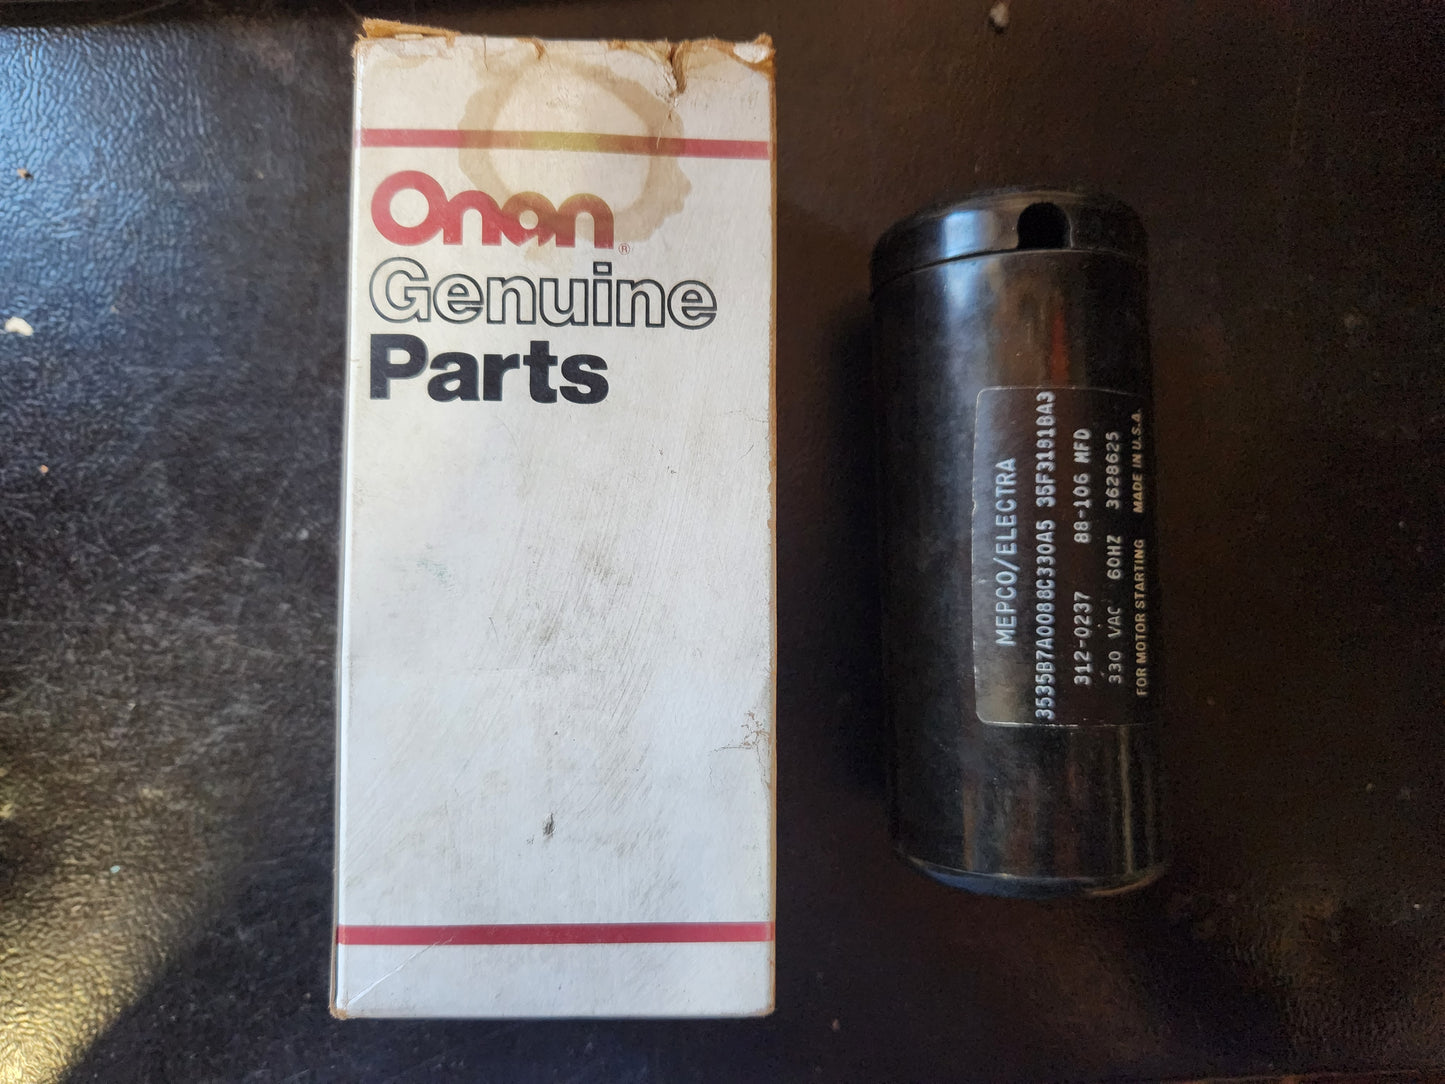 Onan®
Genuine
Parts
MEPCO/ELECTRA
3535B7A0088C330A5 35F31818A3
312-0237 88-106 MFD
330 VAC 60HZ 3628625
FOR MOTOR STARTING MADE IN U.S.A.